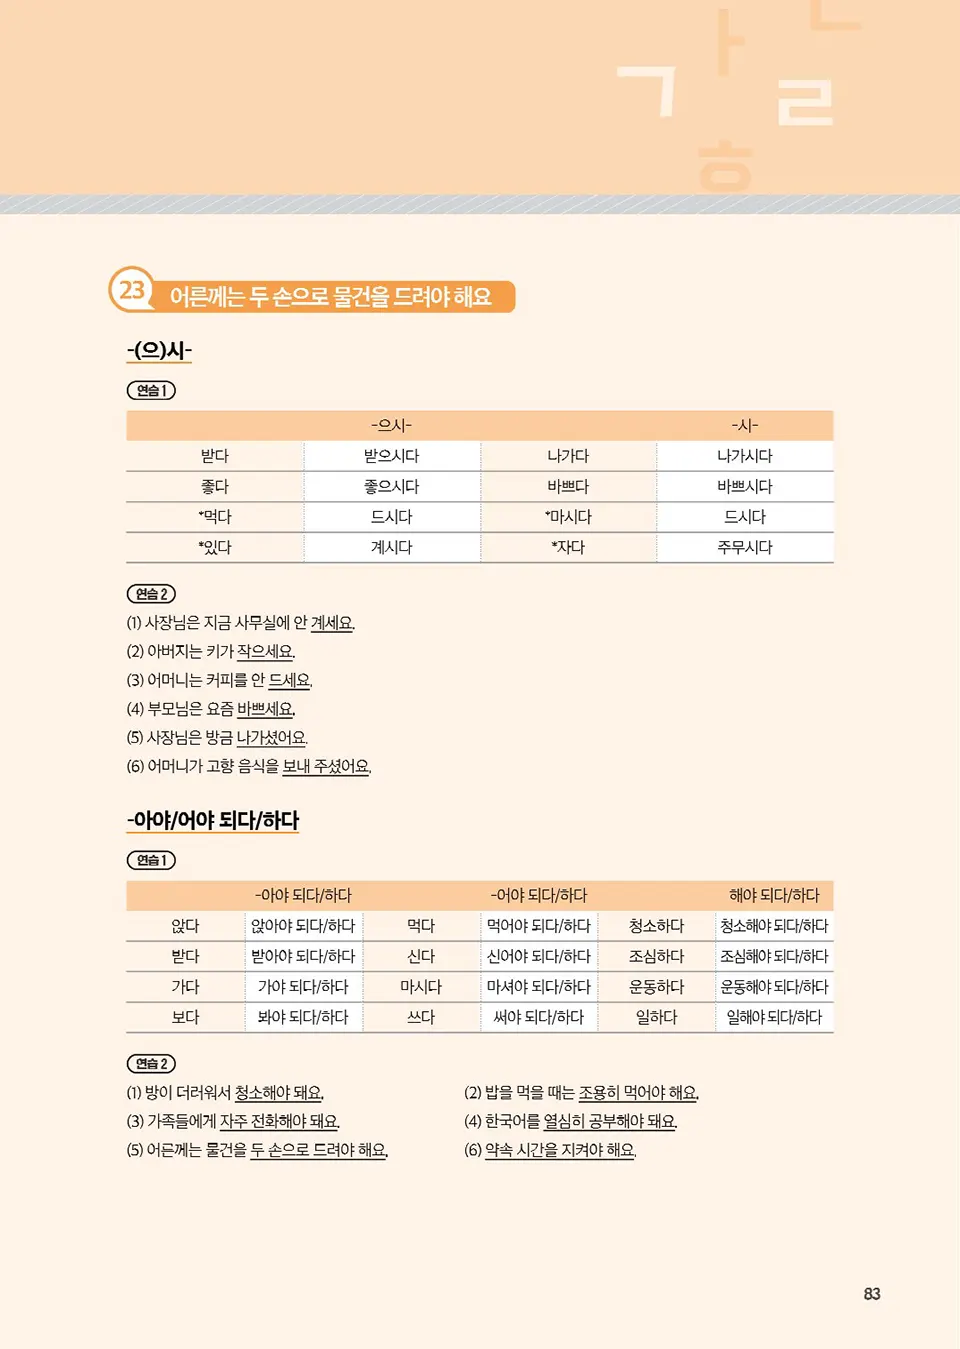 ㄱ ㅏ ㄴ ㄹ ㅎ
23 어른께는 두 손으로 물건을 드려야 해요
-(으)시-
연습 1
-으시- -시-
받다 받으시다 나가다 나가시다
좋다 좋으시다 바쁘다 바쁘시다
*먹다 드시다 *마시다 드시다
*있다 계시다 *자다 주무시다
연습 2
(1) 사장님은 지금 사무실에 안 계세요.
(2) 아버지는 키가 작으세요.
(3) 어머니는 커피를 안 드세요.
(4) 부모님은 요즘 바쁘세요.
(5) 사장님은 방금 나가셨어요.
(6) 어머니가 고향 음식을 보내 주셨어요.
-아야/어야 되다/하다
연습 1
-아야 되다/하다 -어야 되다/하다 해야 되다/하다
앉다 앉아야 되다/하다 먹다 먹어야 되다/하다 청소하다 청소해야 되다/하다
받다 받아야 되다/하다 신다 신어야 되다/하다 조심하다 조심해야 되다/하다
가다 가야 되다/하다 마시다 마셔야 되다/하다 운동하다 운동해야 되다/하다
보다 봐야 되다/하다 쓰다 써야 되다/하다 일하다 일해야 되다/하다
연습 2
(1) 방이 더러워서 청소해야 돼요. (2) 밥을 먹을 때는 조용히 먹어야 해요.
(3) 가족들에게 자주 전화해야 돼요. (4) 한국어를 열심히 공부해야 돼요.
(5) 어른께는 물건을 두 손으로 드려야 해요. (6) 약속 시간을 지켜야 해요.
83